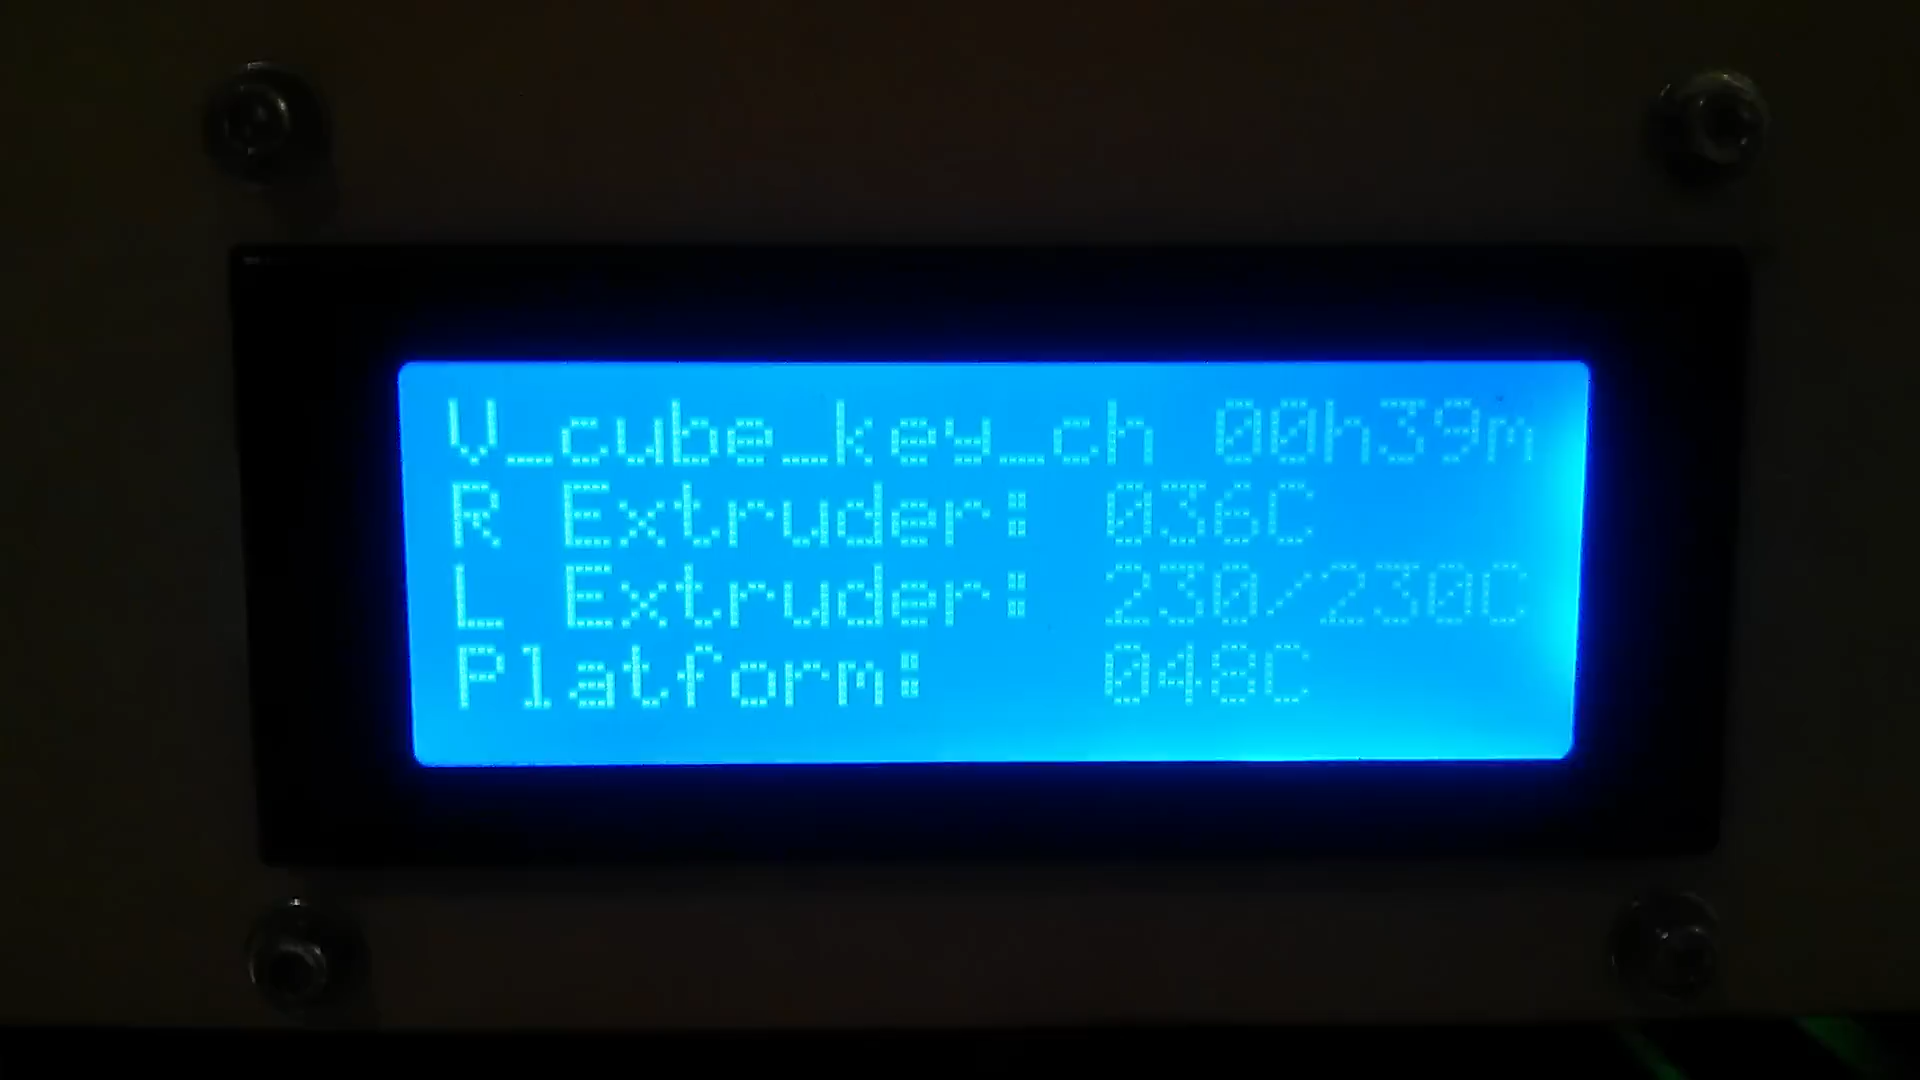 V_cube_key_ch 00h39m
R Extruder: 036C
L Extruder: 230/230C
Platform: 048C